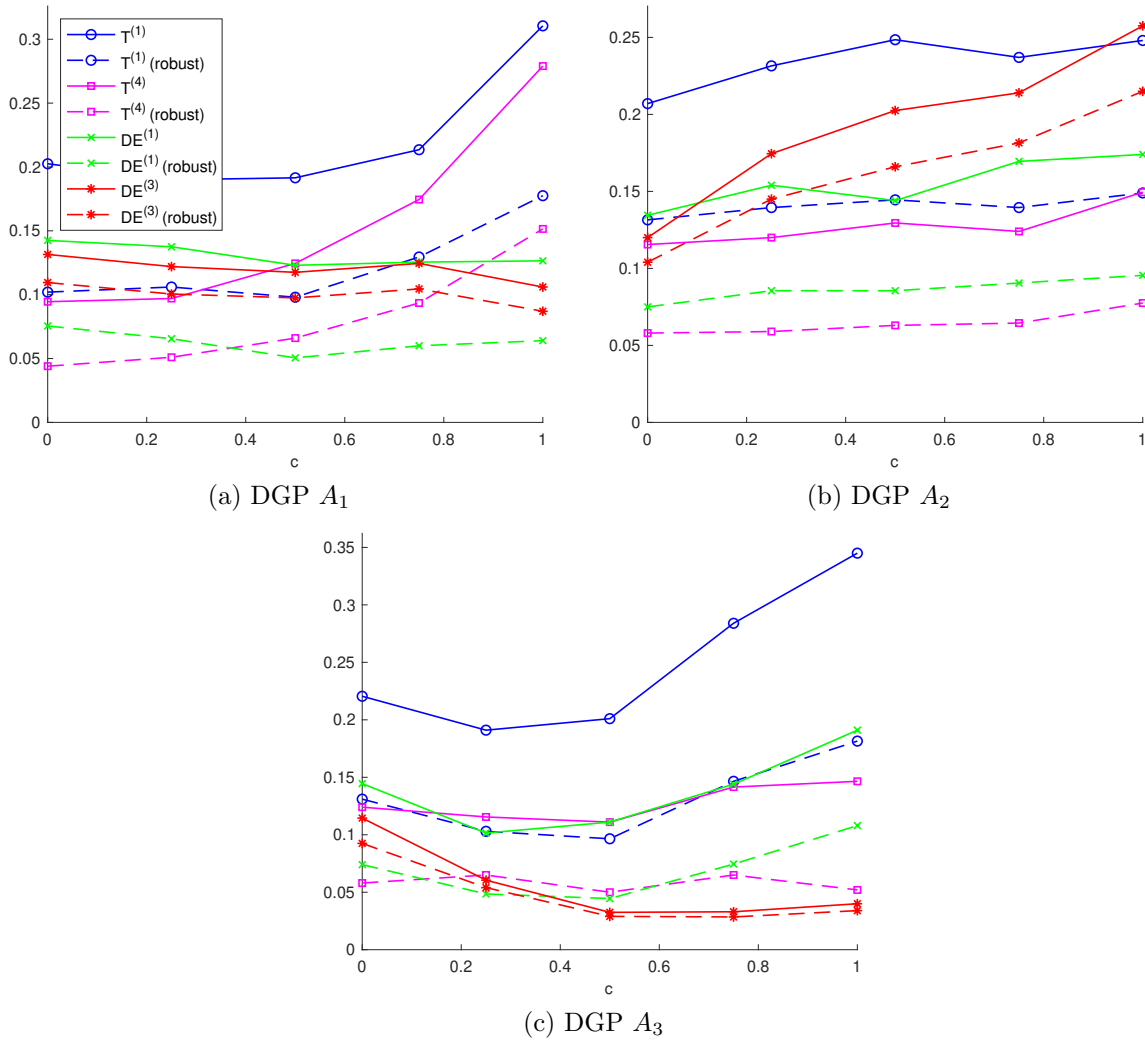 0.3
0.25
0.2
0.15
0.1
0.05
0
T^(1)
T^(1) (robust)
T^(4)
T^(4) (robust)
DE^(1)
DE^(1) (robust)
DE^(3)
DE^(3) (robust)
0 0.2 0.4 0.6 0.8 1
c
(a) DGP A_1
0.25
0.2
0.15
0.1
0.05
0
0 0.2 0.4 0.6 0.8 1
c
(b) DGP A_2
0.35
0.3
0.25
0.2
0.15
0.1
0.05
0
0 0.2 0.4 0.6 0.8 1
c
(c) DGP A_3